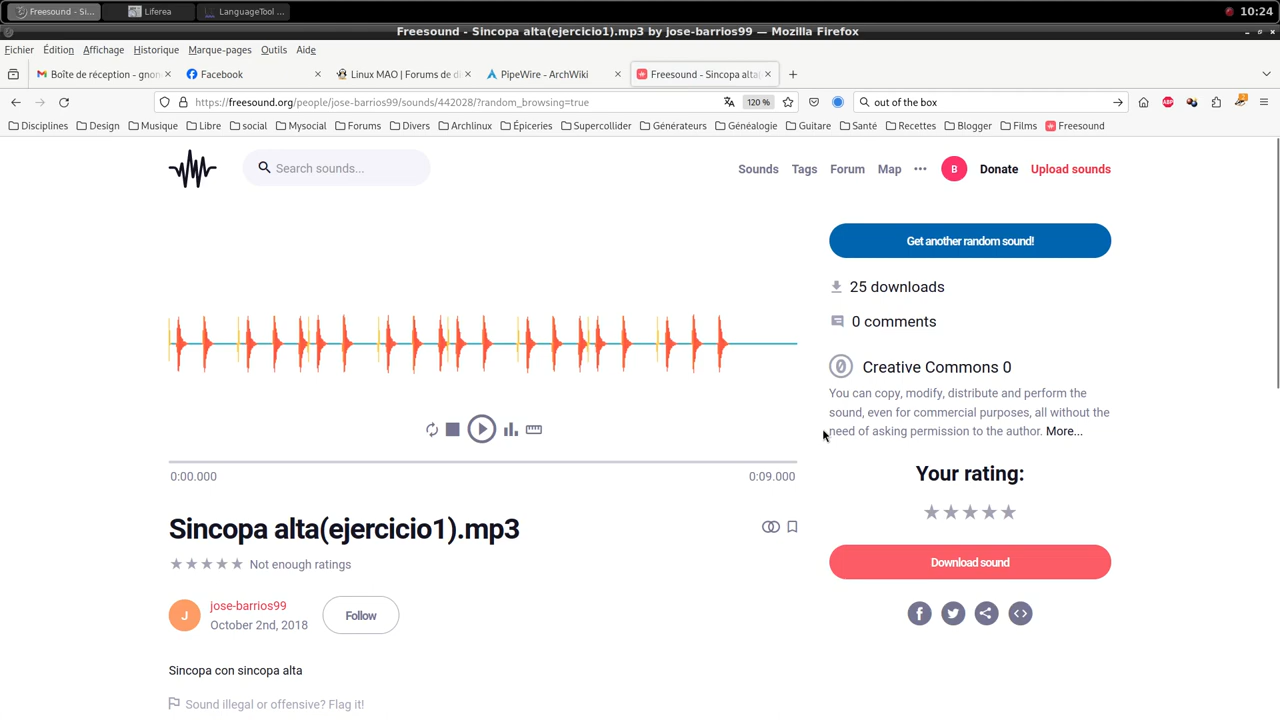 Freesound - Si...
Liferea
LanguageTool ...
10:24
Freesound - Sincopa alta(ejercicio1).mp3 by jose-barrios99 — Mozilla Firefox
Fichier Édition Affichage Historique Marque-pages Outils Aide
Boîte de réception - gnon
Facebook
Linux MAO | Forums de di
PipeWire - ArchWiki
Freesound - Sincopa alta(
https://freesound.org/people/jose-barrios99/sounds/442028/?random_browsing=true
120 %
out of the box
ABP
2
Disciplines Design Musique Libre social Mysocial Forums Divers Archlinux Épiceries Supercollider Générateurs Généalogie Guitare Santé Recettes Blogger Films Freesound
Search sounds...
Sounds Tags Forum Map ••• B Donate Upload sounds
Get another random sound!
25 downloads
0 comments
0 Creative Commons 0
You can copy, modify, distribute and perform the
sound, even for commercial purposes, all without the
need of asking permission to the author. More...
0:00.000
0:09.000
Your rating:
Sincopa alta(ejercicio1).mp3
Not enough ratings
Download sound
J
jose-barrios99
October 2nd, 2018
Follow
Sincopa con sincopa alta
Sound illegal or offensive? Flag it!